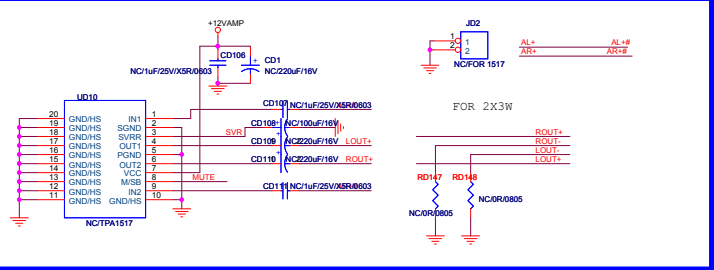 +12VAMP
CD106
NC/1uF/25V/X5R/0603
CD1
NC/220uF/16V
JD2
1
2
1
2
NC/FOR 1517
AL+
AR+
AL+#
AR+#
UD10
20
19
18
17
16
15
14
13
12
11
GND/HS
GND/HS
GND/HS
GND/HS
GND/HS
GND/HS
GND/HS
GND/HS
GND/HS
GND/HS
IN1
SGND
SVRR
OUT1
PGND
OUT2
VCC
M/SB
IN2
GND/HS
1
2
3
4
5
6
7
8
9
10
NC/TPA1517
SVR
MUTE
CD107
NC/1uF/25V/X5R/0603
CD108
NC/100uF/16V
CD109
NC/220uF/16V
LOUT+
CD110
NC/220uF/16V
ROUT+
CD111
NC/1uF/25V/X5R/0603
FOR 2X3W
ROUT+
ROUT-
LOUT-
LOUT+
RD147
NC/0R/0805
RD148
NC/0R/0805